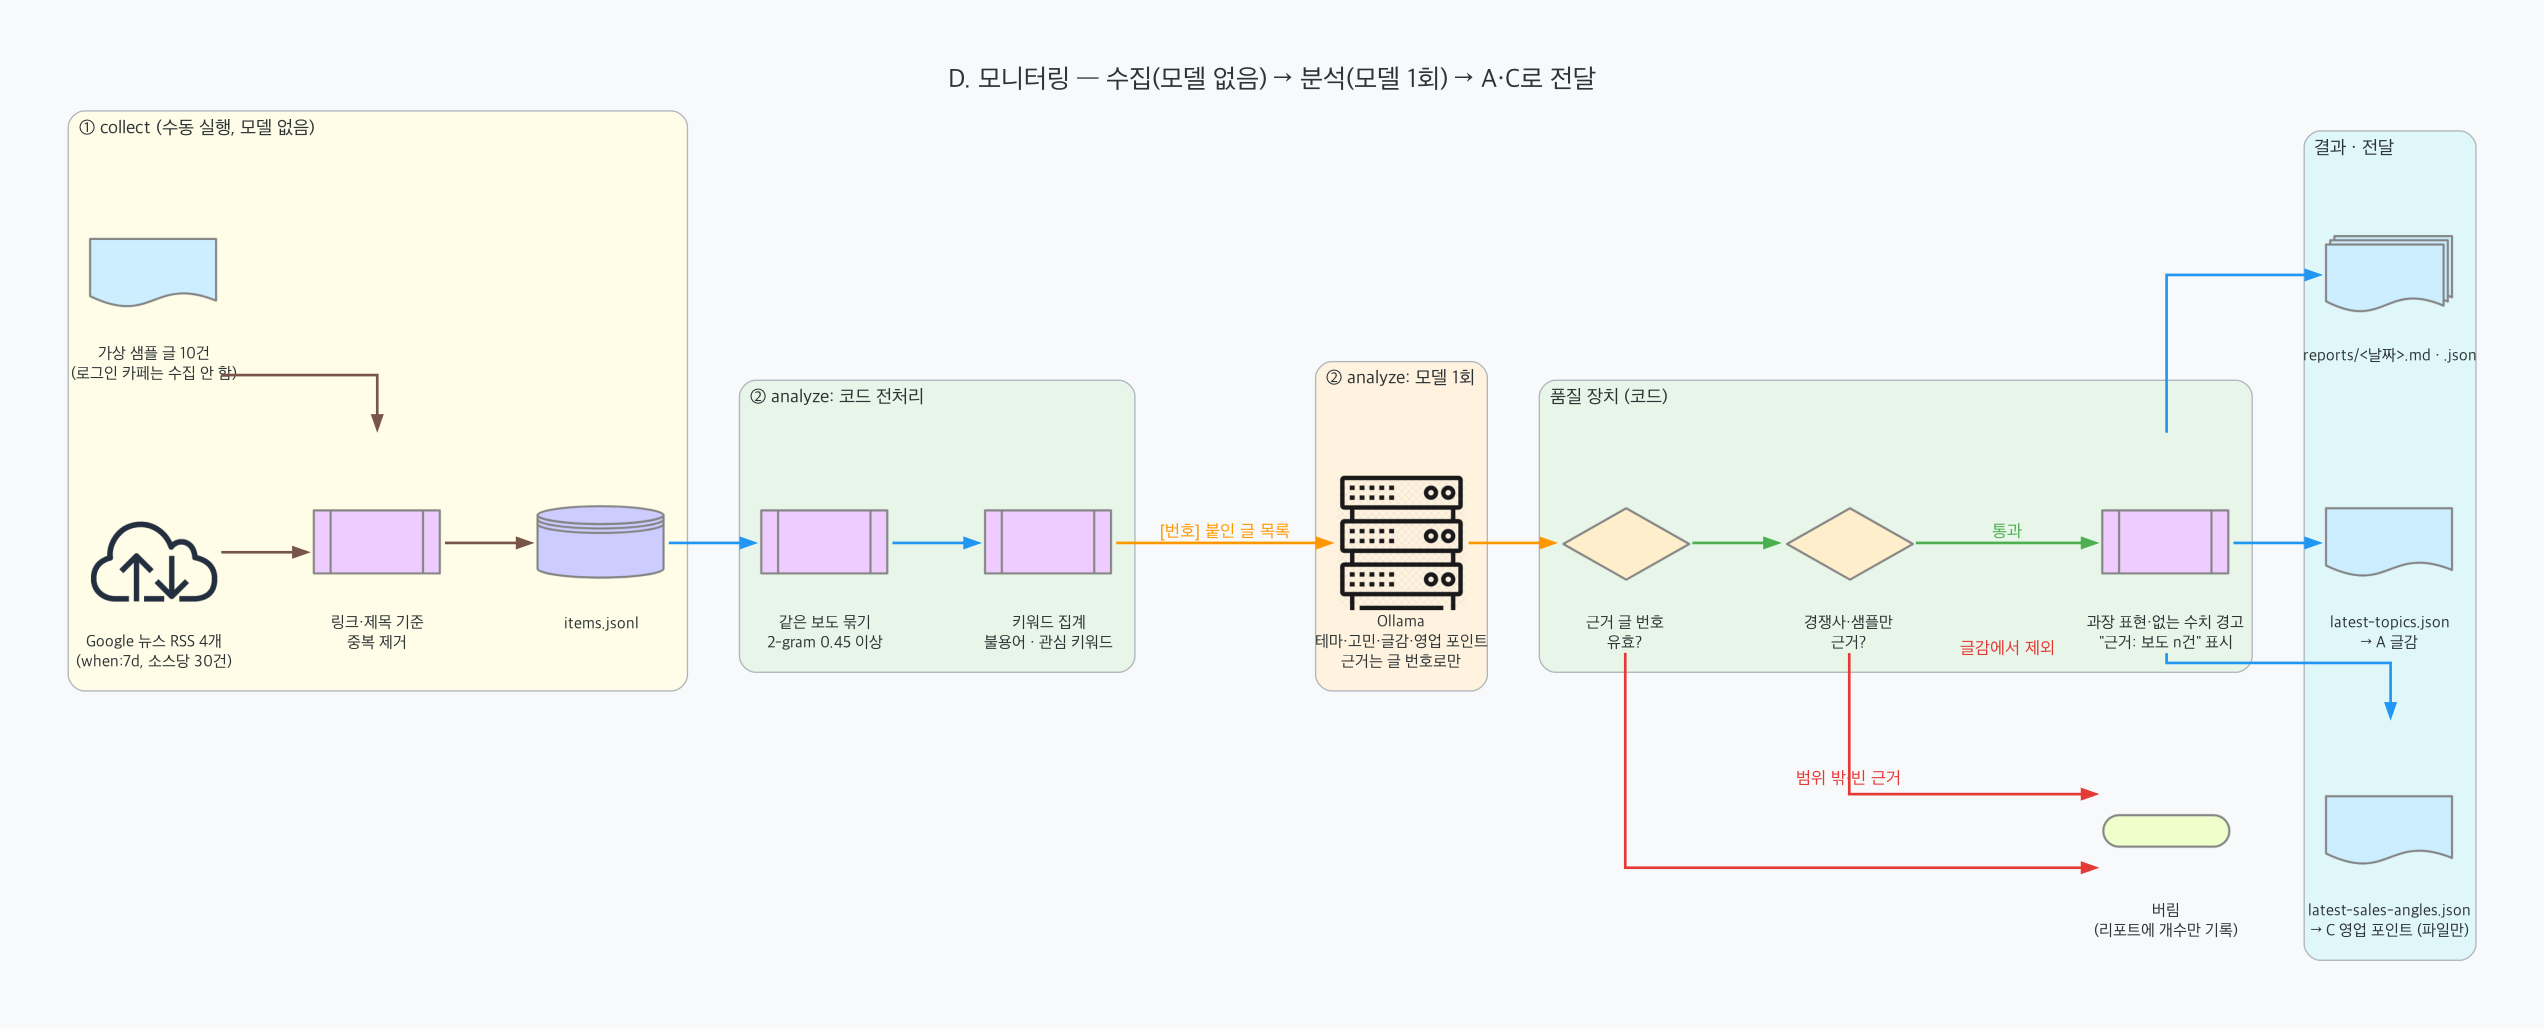 D. 모니터링 — 수집(모델 없음) → 분석(모델 1회) → A·C로 전달
① collect (수동 실행, 모델 없음)
가상 샘플 글 10건
(로그인 카페는 수집 안 함)
Google 뉴스 RSS 4개
(when:7d, 소스당 30건)
링크·제목 기준
중복 제거
items.jsonl
② analyze: 코드 전처리
같은 보도 묶기
2-gram 0.45 이상
키워드 집계
불용어 · 관심 키워드
[번호] 붙인 글 목록
② analyze: 모델 1회
Ollama
테마·고민·글감·영업 포인트
근거는 글 번호로만
품질 장치 (코드)
근거 글 번호
유효?
경쟁사·샘플만
근거?
통과
글감에서 제외
과장 표현·없는 수치 경고
"근거: 보도 n건" 표시
범위 밖·빈 근거
버림
(리포트에 개수만 기록)
결과 · 전달
reports/<날짜>.md · .json
latest-topics.json
→ A 글감
latest-sales-angles.json
→ C 영업 포인트 (파일만)